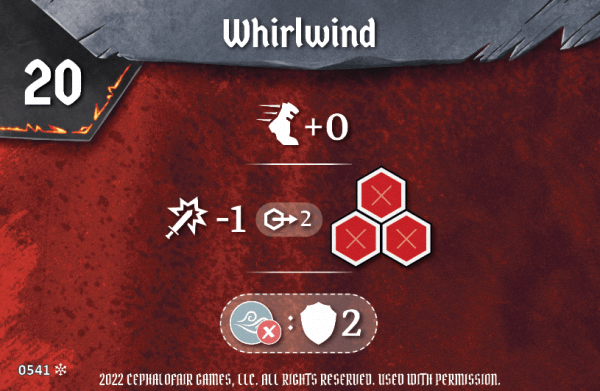 Whirlwind
20
+0
-1 2
: 2
0541
2022 CEPHALOFAIR GAMES, LLC. ALL RIGHTS RESERVED. USED WITH PERMISSION.